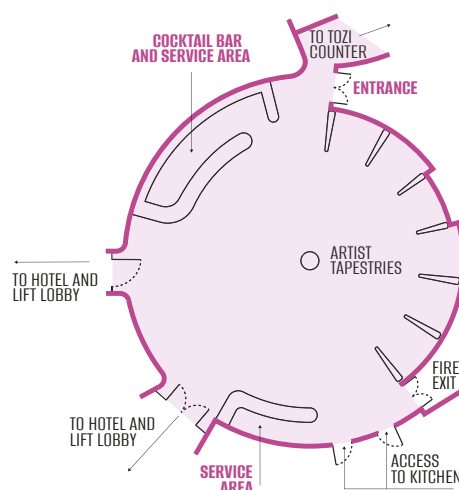 TO TOZI
COUNTER
COCKTAIL BAR
AND SERVICE AREA
ENTRANCE
ARTIST
TAPESTRIES
TO HOTEL AND
LIFT LOBBY
FIRE
EXIT
TO HOTEL AND
LIFT LOBBY
SERVICE
AREA
ACCESS
TO KITCHEN